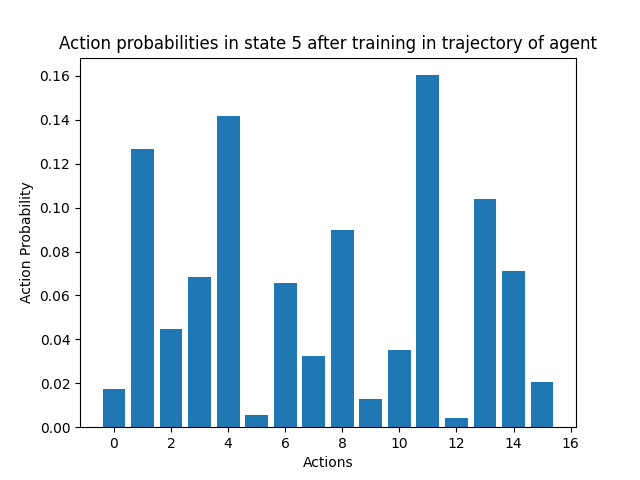 Action probabilities in state 5 after training in trajectory of agent
0.16
0.14
0.12
0.10
0.08
0.06
0.04
0.02
0.00
Action Probability
0 2 4 6 8 10 12 14 16
Actions